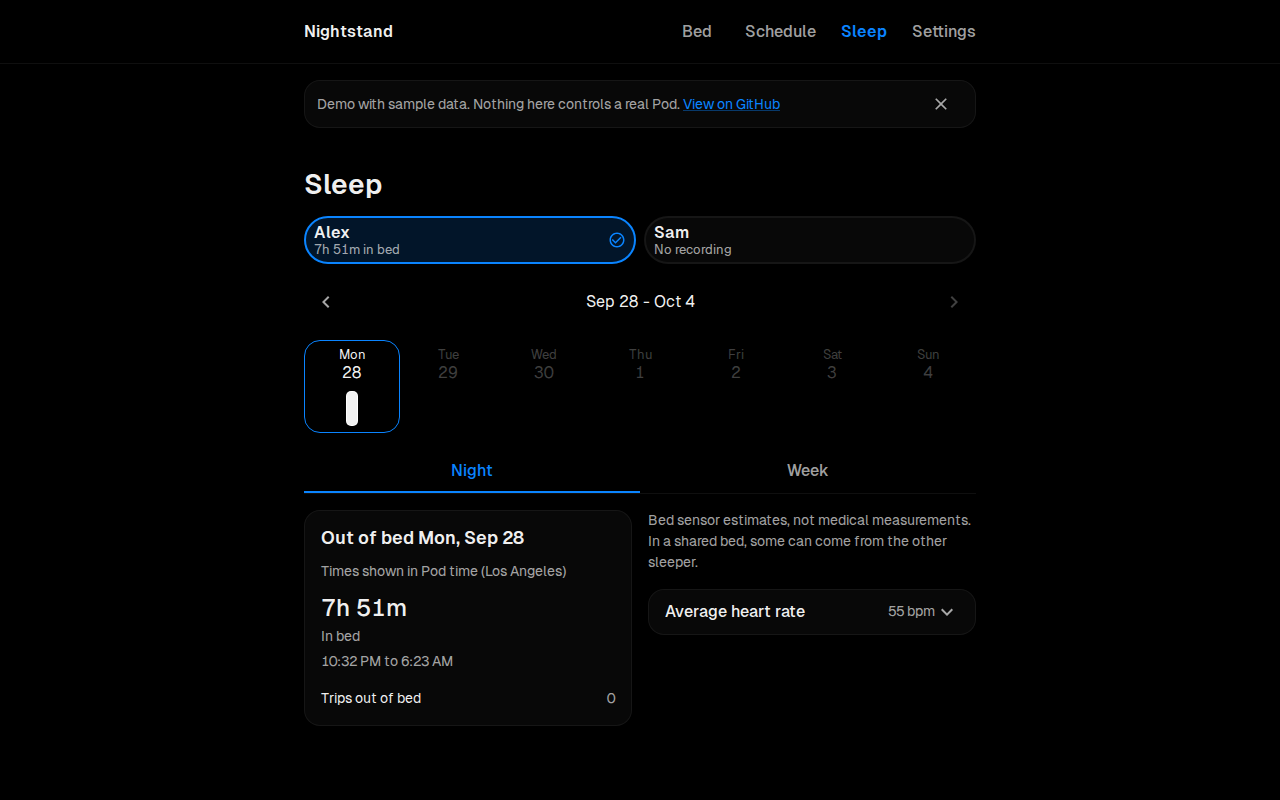 Nightstand
Bed Schedule Sleep Settings
Demo with sample data. Nothing here controls a real Pod. View on GitHub
Sleep
Alex
7h 51m in bed
Sam
No recording
Sep 28 - Oct 4
Mon Tue Wed Thu Fri Sat Sun
28 29 30 1 2 3 4
Night Week
Out of bed Mon, Sep 28
Times shown in Pod time (Los Angeles)
7h 51m
In bed
10:32 PM to 6:23 AM
Trips out of bed 0
Bed sensor estimates, not medical measurements.
In a shared bed, some can come from the other
sleeper.
Average heart rate 55 bpm